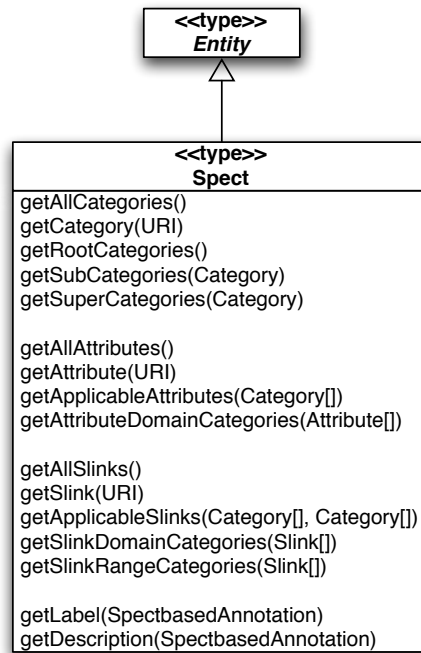 <<type>>
Entity
<<type>>
Spect
getAllCategories()
getCategory(URI)
getRootCategories()
getSubCategories(Category)
getSuperCategories(Category)
getAllAttributes()
getAttribute(URI)
getApplicableAttributes(Category[])
getAttributeDomainCategories(Attribute[])
getAllSlinks()
getSlink(URI)
getApplicableSlinks(Category[], Category[])
getSlinkDomainCategories(Slink[])
getSlinkRangeCategories(Slink[])
getLabel(SpectbasedAnnotation)
getDescription(SpectbasedAnnotation)